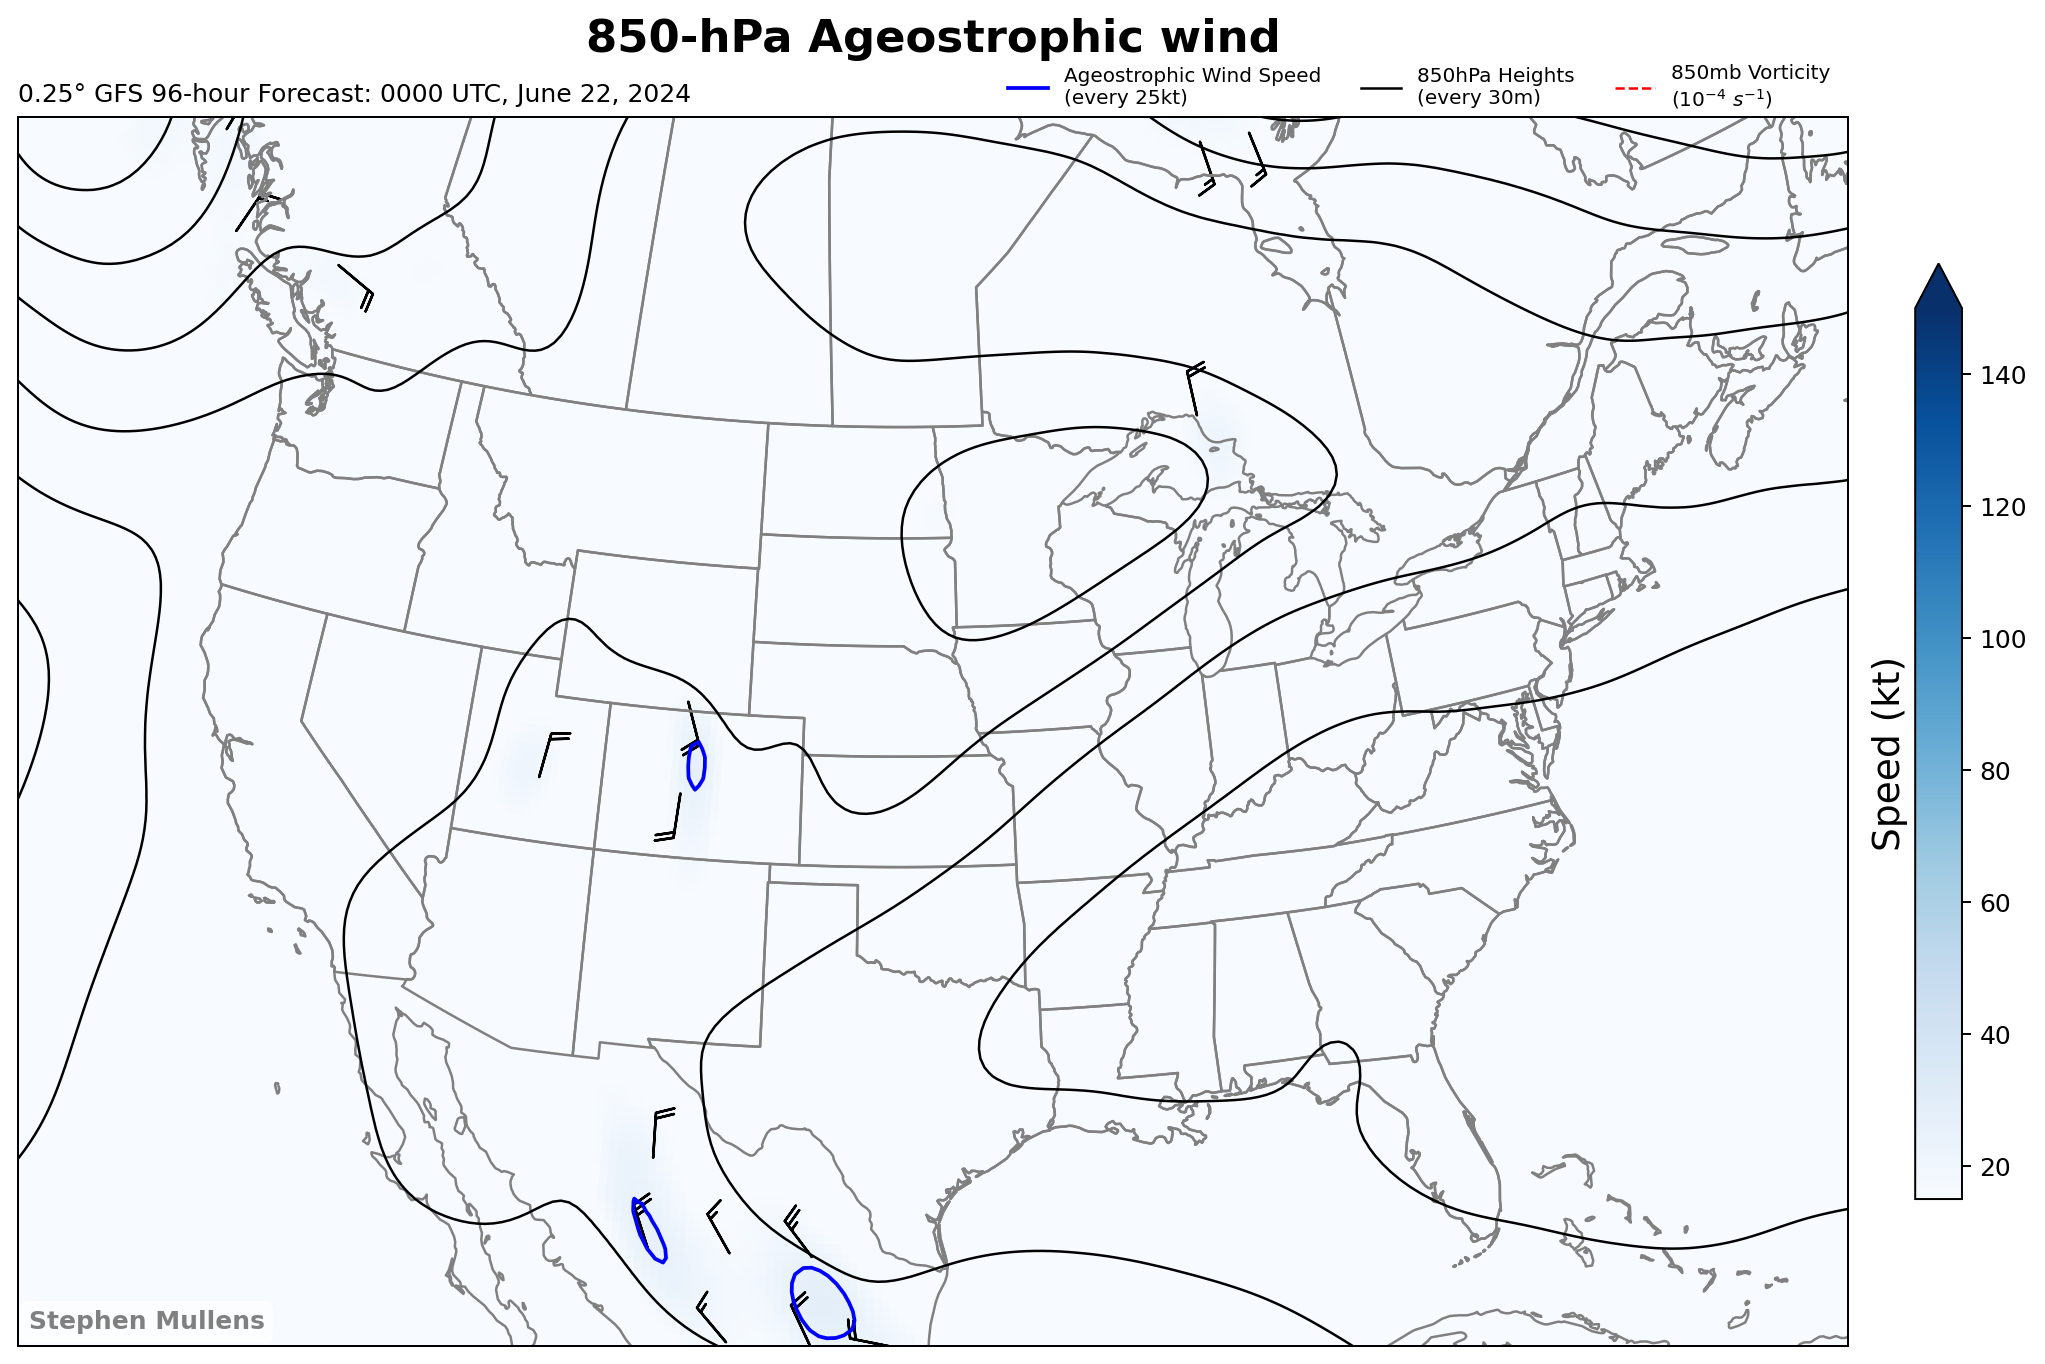 850-hPa Ageostrophic wind
0.25° GFS 96-hour Forecast: 0000 UTC, June 22, 2024
Ageostrophic Wind Speed
(every 25kt)
850hPa Heights
(every 30m)
850mb Vorticity
(10⁻⁴ s⁻¹)
140
120
100
80
60
40
20
Speed (kt)
Stephen Mullens